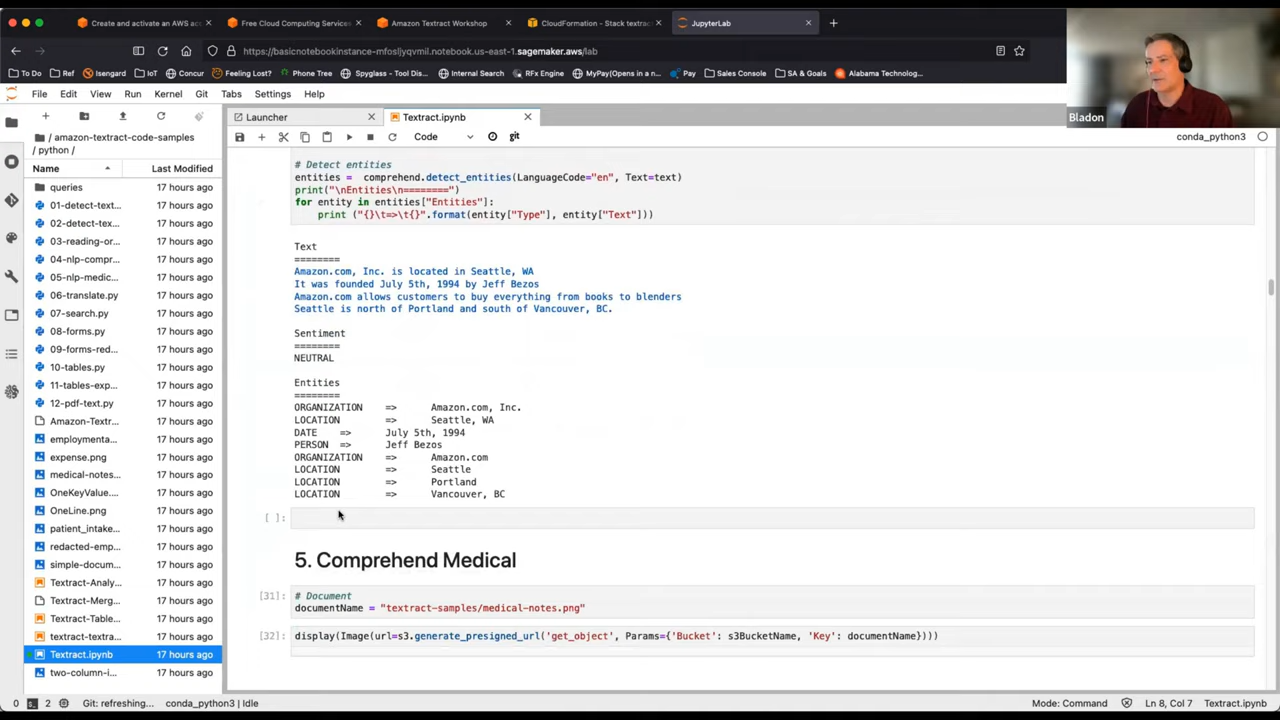 Create and activate an AWS acc
Free Cloud Computing Services
Amazon Textract Workshop
CloudFormation - Stack textrac
JupyterLab
https://basicnotebookinstance-mfosljyqvmil.notebook.us-east-1.sagemaker.aws/lab
To Do
Ref
Isengard
IoT
Concur
Feeling Lost?
Phone Tree
Spyglass - Tool Dis...
Internal Search
RFx Engine
MyPay(Opens in a n...
Pay
Sales Console
SA & Goals
Alabama Technolog...
Bladon
File
Edit
View
Run
Kernel
Git
Tabs
Settings
Help
Launcher
Textract.ipynb
Code
git
conda_python3
/ amazon-textract-code-samples
/ python /
Name
Last Modified
queries 17 hours ago
01-detect-text... 17 hours ago
02-detect-tex... 17 hours ago
03-reading-or... 17 hours ago
04-nlp-compr... 17 hours ago
05-nlp-medic... 17 hours ago
06-translate.py 17 hours ago
07-search.py 17 hours ago
08-forms.py 17 hours ago
09-forms-red... 17 hours ago
10-tables.py 17 hours ago
11-tables-exp... 17 hours ago
12-pdf-text.py 17 hours ago
Amazon-Textr... 17 hours ago
employmenta... 17 hours ago
expense.png 17 hours ago
medical-notes... 17 hours ago
OneKeyValue.... 17 hours ago
OneLine.png 17 hours ago
patient_intake... 17 hours ago
redacted-emp... 17 hours ago
simple-docum... 17 hours ago
Textract-Analy... 17 hours ago
Textract-Merg... 17 hours ago
Textract-Table... 17 hours ago
textract-textra... 17 hours ago
Textract.ipynb 17 hours ago
two-column-i... 17 hours ago
# Detect entities
entities =  comprehend.detect_entities(LanguageCode="en", Text=text)
print("\nEntities\n========")
for entity in entities["Entities"]:
    print ("{}\t=>\t{}".format(entity["Type"], entity["Text"]))
Text
========
Amazon.com, Inc. is located in Seattle, WA
It was founded July 5th, 1994 by Jeff Bezos
Amazon.com allows customers to buy everything from books to blenders
Seattle is north of Portland and south of Vancouver, BC.
Sentiment
========
NEUTRAL
Entities
========
ORGANIZATION => Amazon.com, Inc.
LOCATION => Seattle, WA
DATE => July 5th, 1994
PERSON => Jeff Bezos
ORGANIZATION => Amazon.com
LOCATION => Seattle
LOCATION => Portland
LOCATION => Vancouver, BC
[ ]:
5. Comprehend Medical
[31]: # Document
documentName = "textract-samples/medical-notes.png"
[32]: display(Image(url=s3.generate_presigned_url('get_object', Params={'Bucket': s3BucketName, 'Key': documentName})))
0
2
Git: refreshing...
conda_python3 | Idle
Mode: Command
Ln 8, Col 7
Textract.ipynb